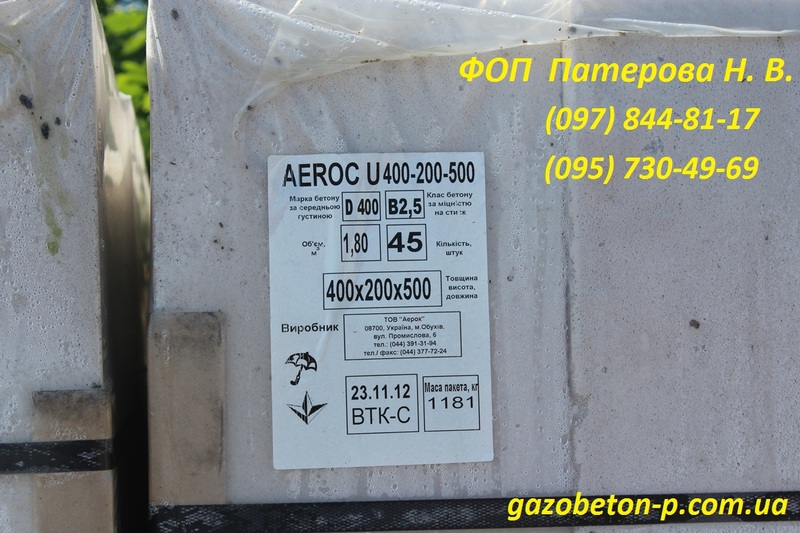 ФОП Патерова Н. В.
(097) 844-81-17
(095) 730-49-69
AEROC U 400-200-500
Марка бетону
за середньою
густиною
D 400
B2,5
Клас бетону
за міцністю
на стиск
Об'єм,
м3
1,80
45
Кількість,
штук
400х200х500
Товщина
висота,
довжина
Виробник
ТОВ "Аерок"
08700, Україна, м.Обухів,
вул. Промислова, 6
тел.: (044) 391-31-94
тел./ факс: (044) 377-72-24
23.11.12
ВТК-С
Маса пакета, кг
1181
gazobeton-p.com.ua